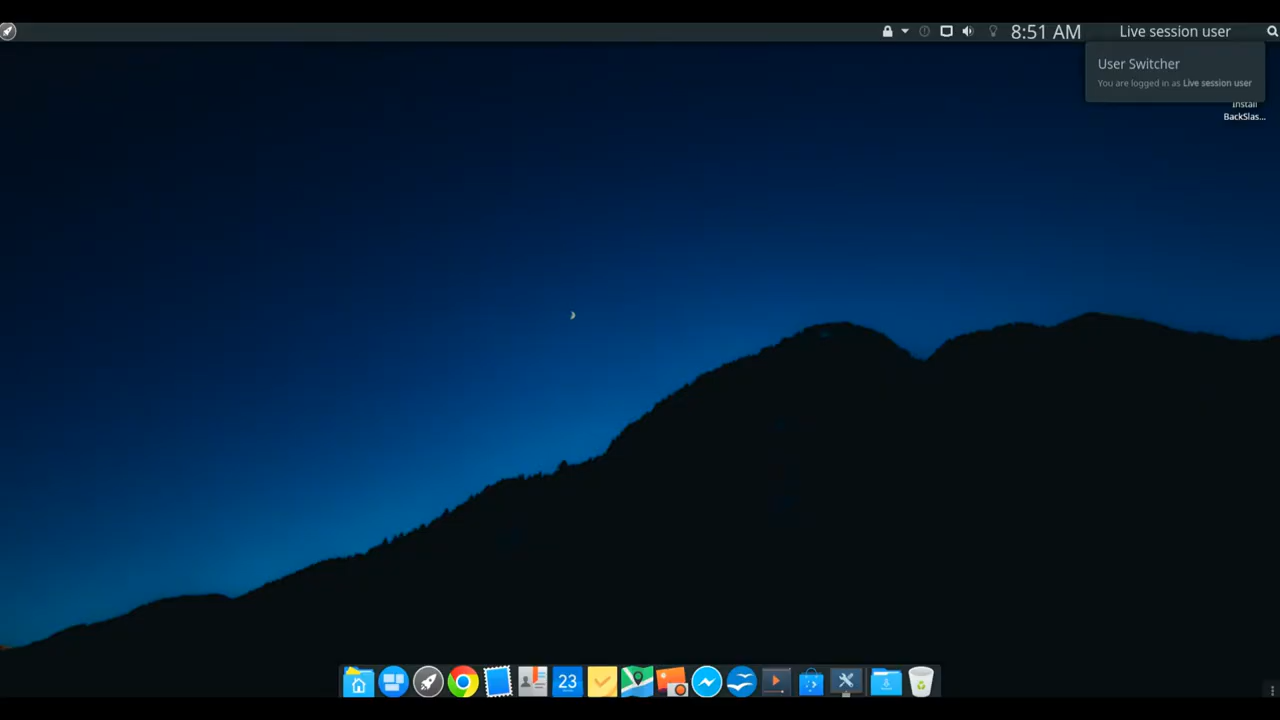 8:51 AM
Live session user
User Switcher
You are logged in as Live session user
Install
BackSlas...
23